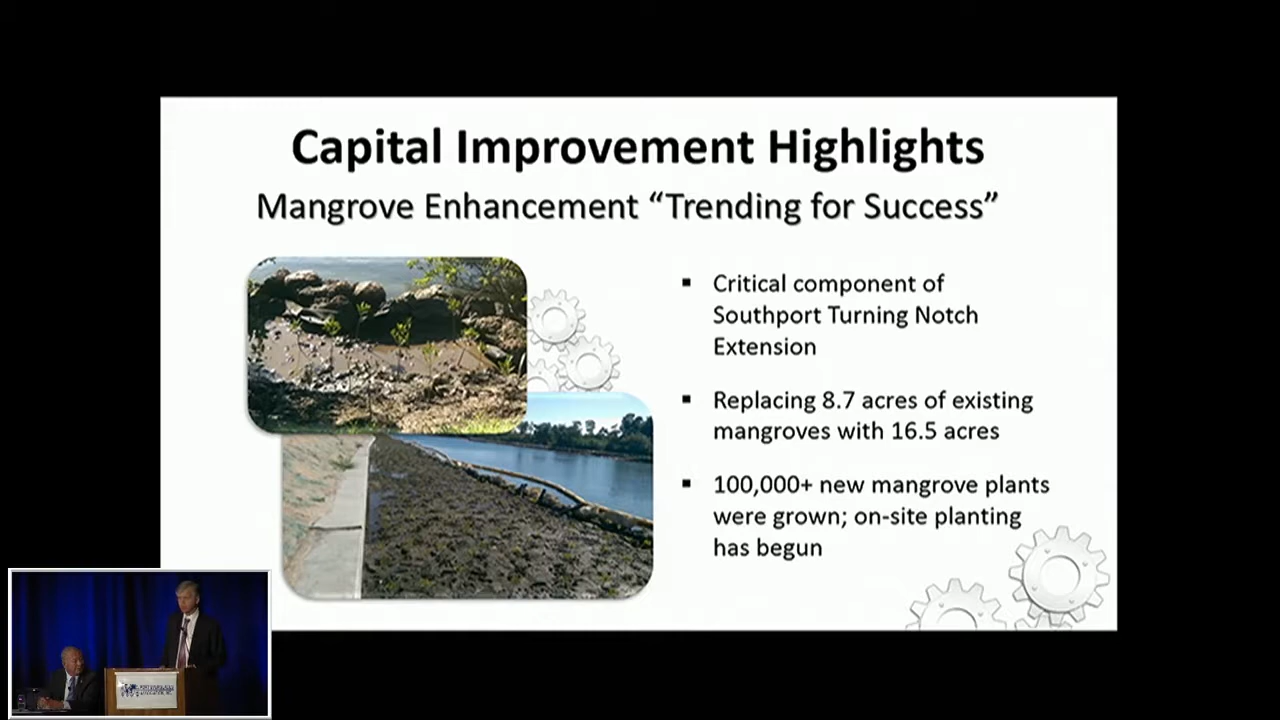 Capital Improvement Highlights
Mangrove Enhancement “Trending for Success”
▪ Critical component of
Southport Turning Notch
Extension
▪ Replacing 8.7 acres of existing
mangroves with 16.5 acres
▪ 100,000+ new mangrove plants
were grown; on-site planting
has begun